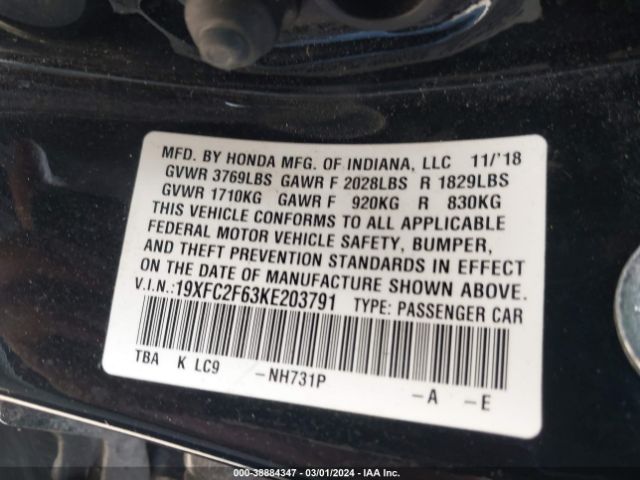 MFD. BY HONDA MFG. OF INDIANA, LLC 11/'18
GVWR 3769LBS GAWR F 2028LBS R 1829LBS
GVWR 1710KG GAWR F 920KG R 830KG
THIS VEHICLE CONFORMS TO ALL APPLICABLE
FEDERAL MOTOR VEHICLE SAFETY, BUMPER,
AND THEFT PREVENTION STANDARDS IN EFFECT
ON THE DATE OF MANUFACTURE SHOWN ABOVE.
V.I.N.:19XFC2F63KE203791 TYPE: PASSENGER CAR
TBA K LC9 -NH731P -A -E
000-38884347 // 03/01/2024 // IAA Inc.